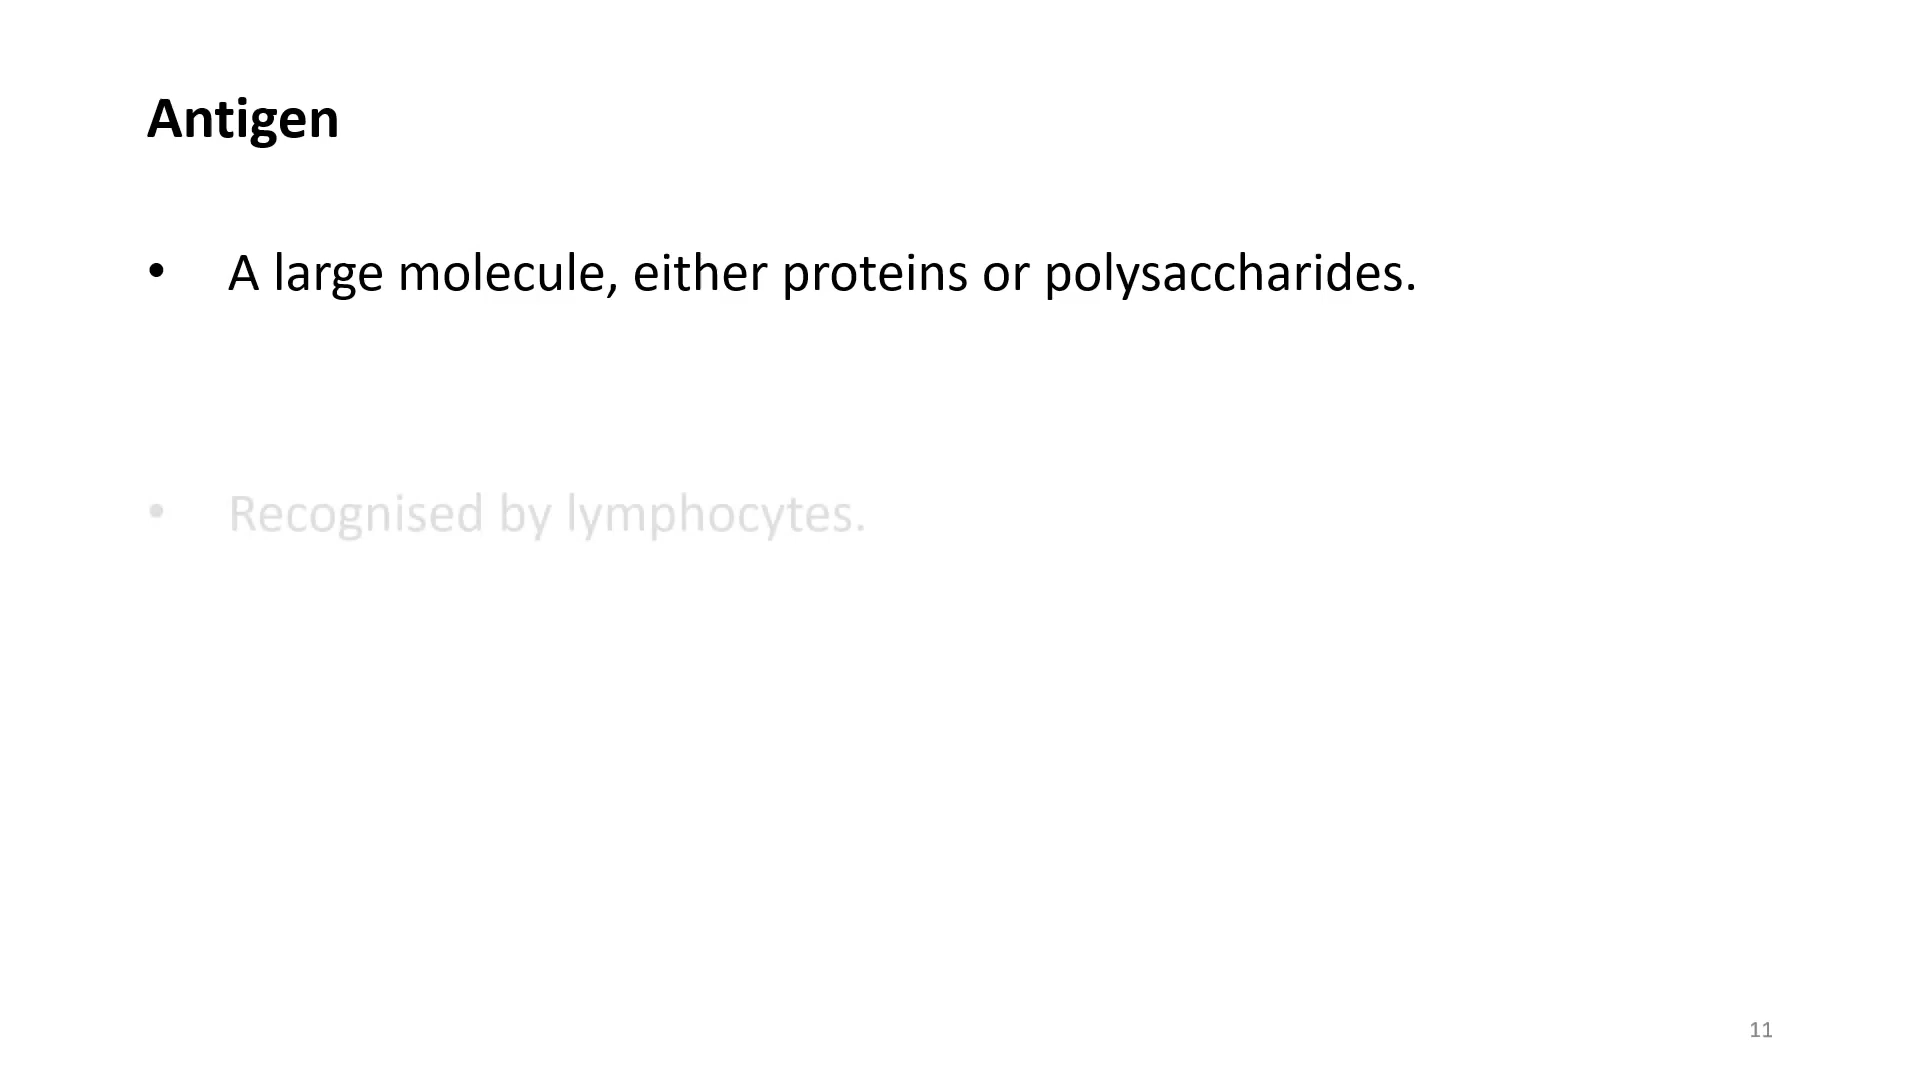 Antigen
• A large molecule, either proteins or polysaccharides.
• Recognised by lymphocytes.
11